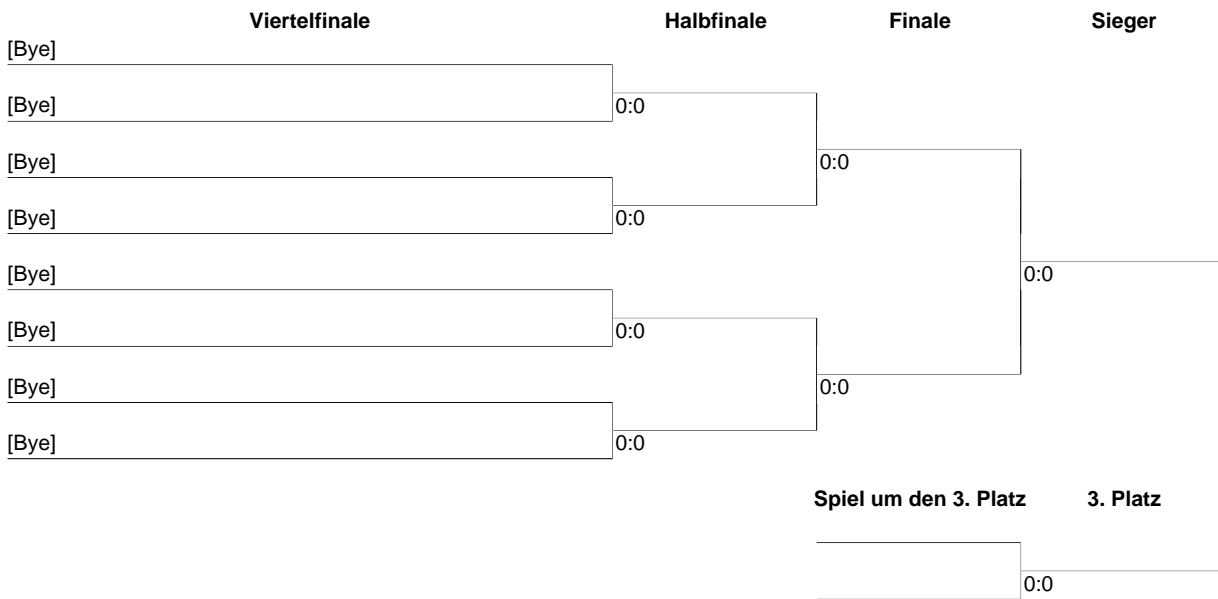 Viertelfinale Halbfinale Finale Sieger
[Bye]
[Bye] 0:0
[Bye] 0:0
[Bye] 0:0
[Bye] 0:0
[Bye] 0:0
[Bye] 0:0
[Bye] 0:0
Spiel um den 3. Platz 3. Platz
0:0